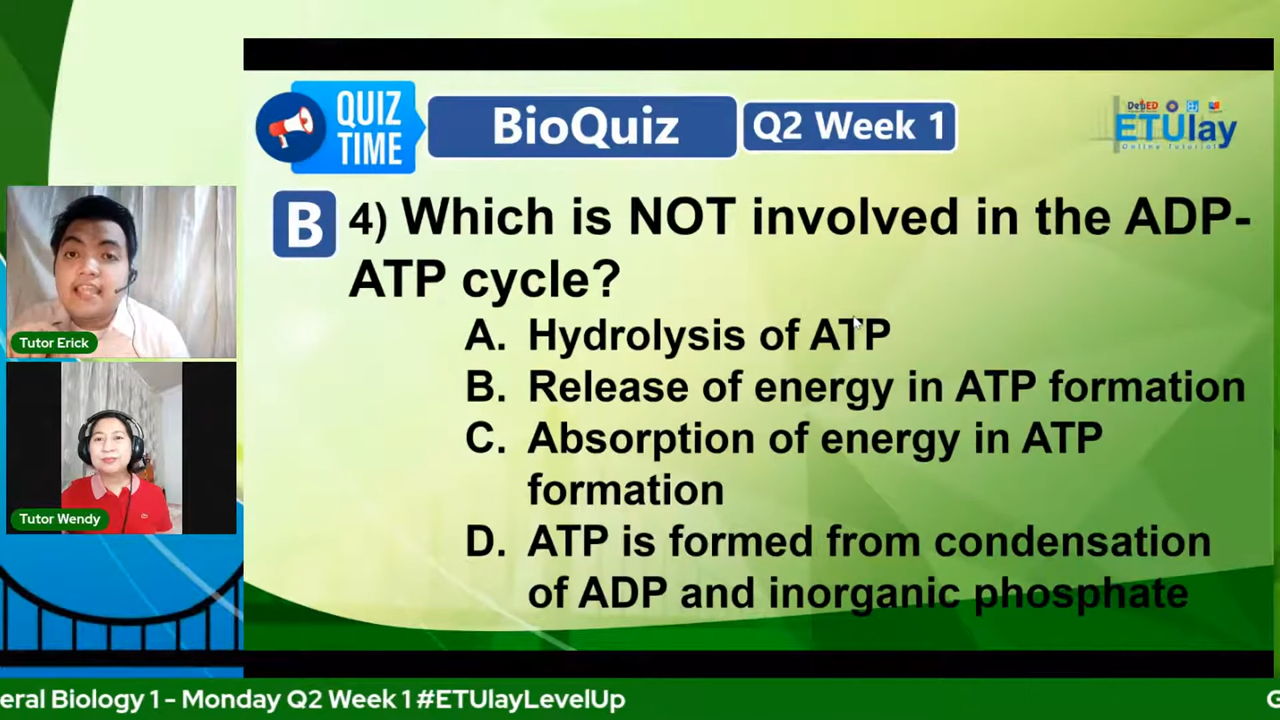 QUIZ
TIME
BioQuiz
Q2 Week 1
DepED
ETUlay
Online Tutorial
B
4) Which is NOT involved in the ADP-
ATP cycle?
A. Hydrolysis of ATP
B. Release of energy in ATP formation
C. Absorption of energy in ATP
formation
D. ATP is formed from condensation
of ADP and inorganic phosphate
Tutor Erick
Tutor Wendy
eral Biology 1 - Monday Q2 Week 1 #ETUlayLevelUp
G